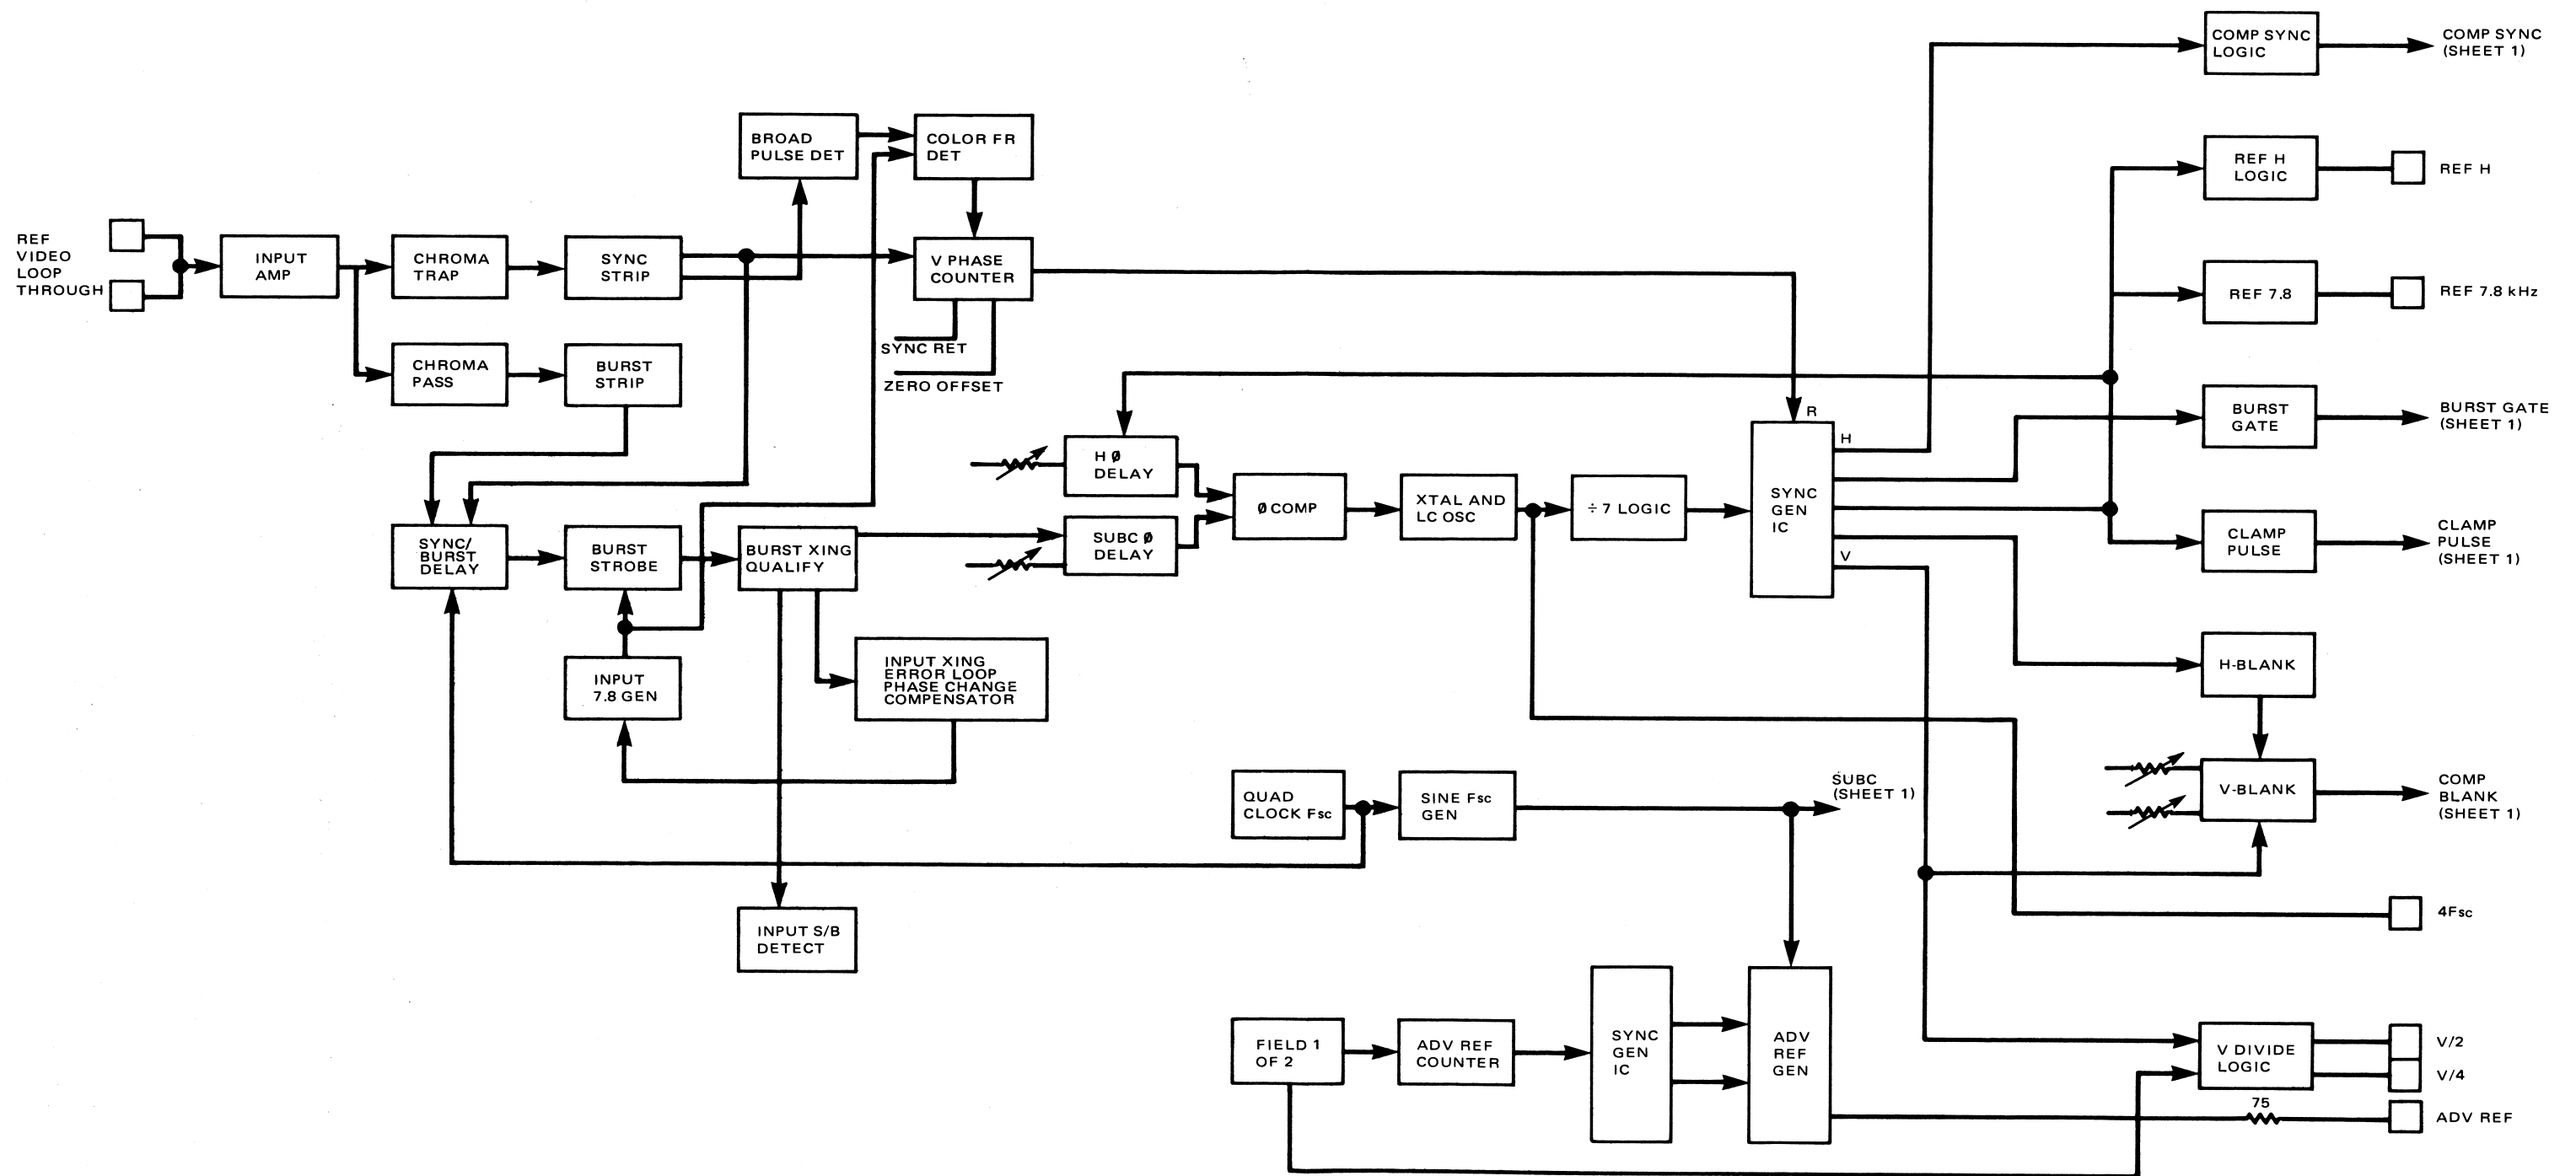 COMP SYNC
LOGIC
COMP SYNC
(SHEET 1)
BROAD
PULSE DET
COLOR FR
DET
REF H
LOGIC
REF H
REF
VIDEO
LOOP
THROUGH
INPUT
AMP
CHROMA
TRAP
SYNC
STRIP
V PHASE
COUNTER
REF 7.8
REF 7.8 kHz
SYNC RET
ZERO OFFSET
CHROMA
PASS
BURST
STRIP
BURST
GATE
BURST GATE
(SHEET 1)
R
H
V
H Ø
DELAY
SUBC Ø
DELAY
Ø COMP
XTAL AND
LC OSC
÷ 7 LOGIC
SYNC
GEN
IC
CLAMP
PULSE
CLAMP
PULSE
(SHEET 1)
SYNC/
BURST
DELAY
BURST
STROBE
BURST XING
QUALIFY
INPUT
7.8 GEN
INPUT XING
ERROR LOOP
PHASE CHANGE
COMPENSATOR
H-BLANK
QUAD
CLOCK Fsc
SINE Fsc
GEN
SUBC
(SHEET 1)
V-BLANK
COMP
BLANK
(SHEET 1)
INPUT S/B
DETECT
4Fsc
FIELD 1
OF 2
ADV REF
COUNTER
SYNC
GEN
IC
ADV
REF
GEN
V DIVIDE
LOGIC
V/2
V/4
75
ADV REF